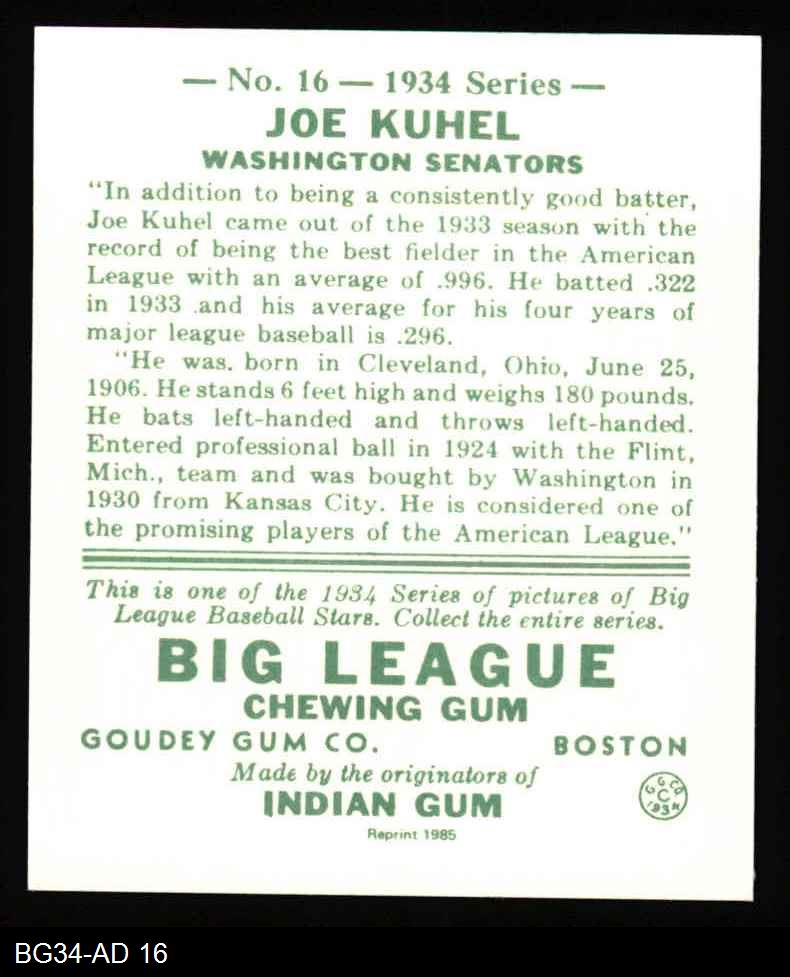 — No. 16 — 1934 Series —
JOE KUHEL
WASHINGTON SENATORS
"In addition to being a consistently good batter,
Joe Kuhel came out of the 1933 season with the
record of being the best fielder in the American
League with an average of .996. He batted .322
in 1933 .and his average for his four years of
major league baseball is .296.
"He was. born in Cleveland, Ohio, June 25,
1906. He stands 6 feet high and weighs 180 pounds.
He bats left-handed and throws left-handed.
Entered professional ball in 1924 with the Flint,
Mich., team and was bought by Washington in
1930 from Kansas City. He is considered one of
the promising players of the American League."
This is one of the 1934 Series of pictures of Big
League Baseball Stars. Collect the entire series.
BIG LEAGUE
CHEWING GUM
GOUDEY GUM CO. BOSTON
Made by the originators of
INDIAN GUM
G G CO.
C
1934
Reprint 1985
BG34-AD 16